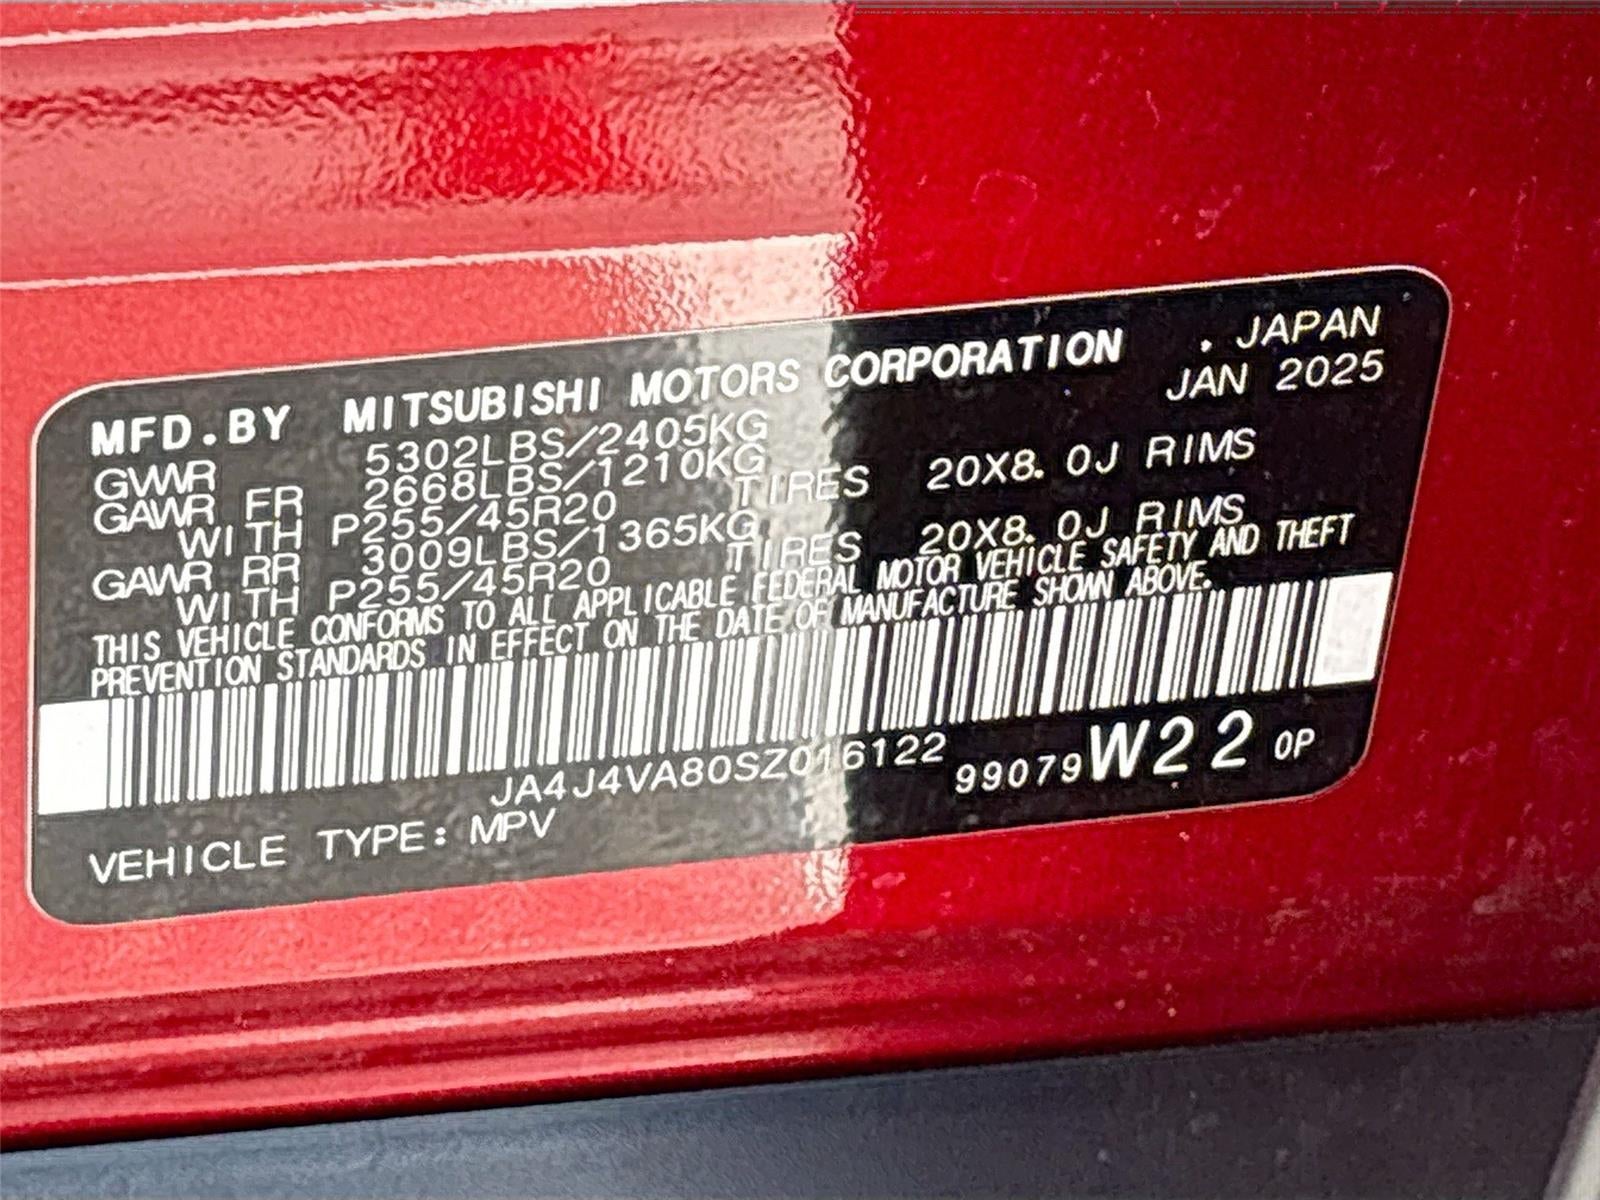 MFD.BY MITSUBISHI MOTORS CORPORATION . JAPAN
JAN 2025
GVWR 5302LBS/2405KG
GAWR FR 2668LBS/1210KG
WITH P255/45R20 TIRES 20X8.0J RIMS
GAWR RR 3009LBS/1365KG
WITH P255/45R20 TIRES 20X8.0J RIMS
THIS VEHICLE CONFORMS TO ALL APPLICABLE FEDERAL MOTOR VEHICLE SAFETY AND THEFT
PREVENTION STANDARDS IN EFFECT ON THE DATE OF MANUFACTURE SHOWN ABOVE.
JA4J4VA80SZ016122 99079W22 0P
VEHICLE TYPE: MPV